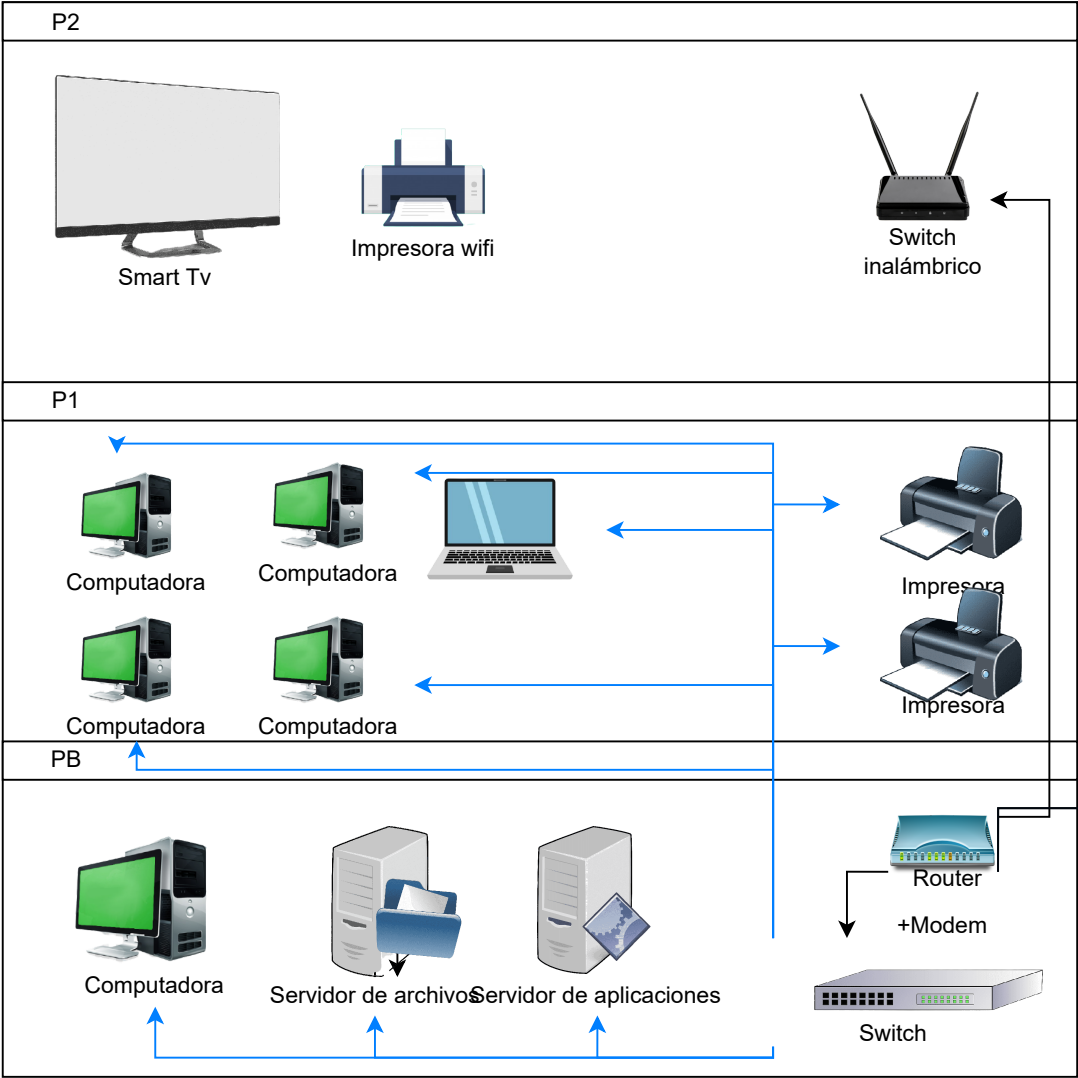 P2
Smart Tv
Impresora wifi
Switch
inalámbrico
P1
Computadora
Computadora
Impresora
Computadora
Computadora
Impresora
PB
Router
+Modem
Computadora
Servidor de archivos
Servidor de aplicaciones
Switch